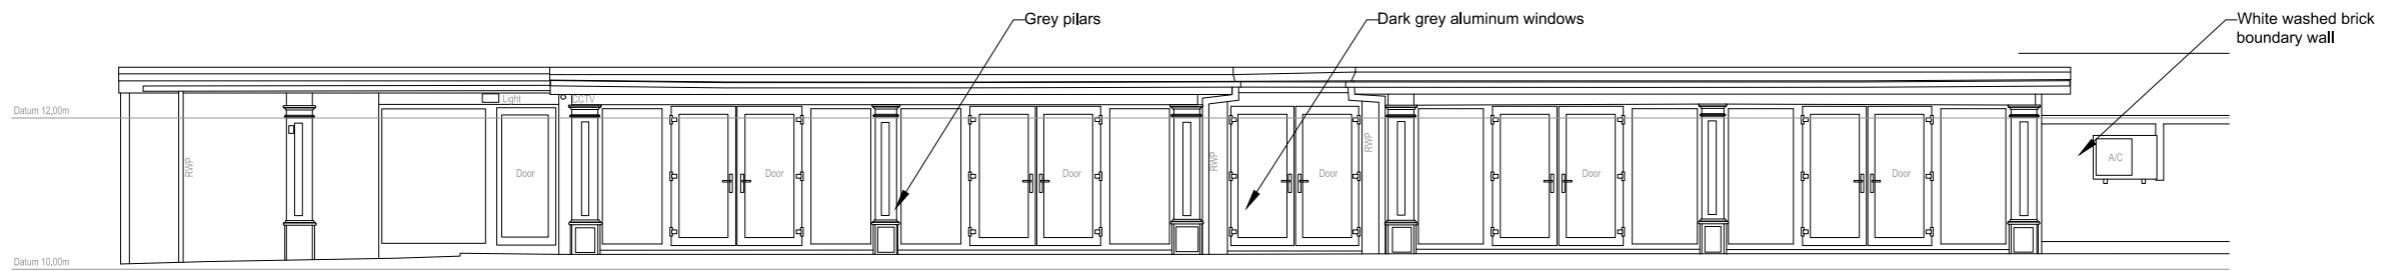 Grey pilars
Dark grey aluminum windows
White washed brick
boundary wall
Light
CCTV
Datum 12,00m
RWP
Door
Door
Door
RWP
Door
RWP
Door
Door
A/C
Datum 10,00m